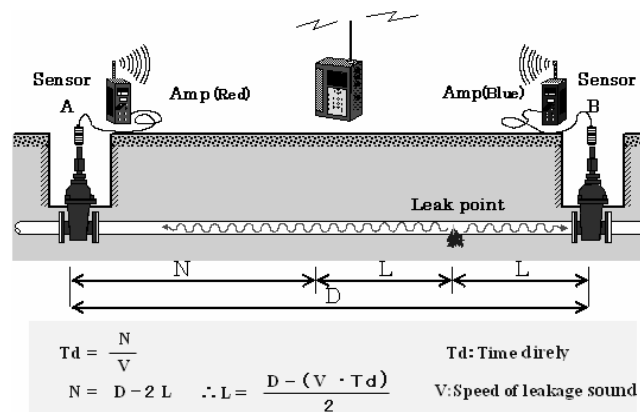 Sensor
A
Amp(Red)
Amp(Blue)
Sensor
B
Leak point
N
L
L
D
Td = N / V
Td: Time direly
N = D-2 L ∴L = D-(V ・Td) / 2
V:Speed of leakage sound